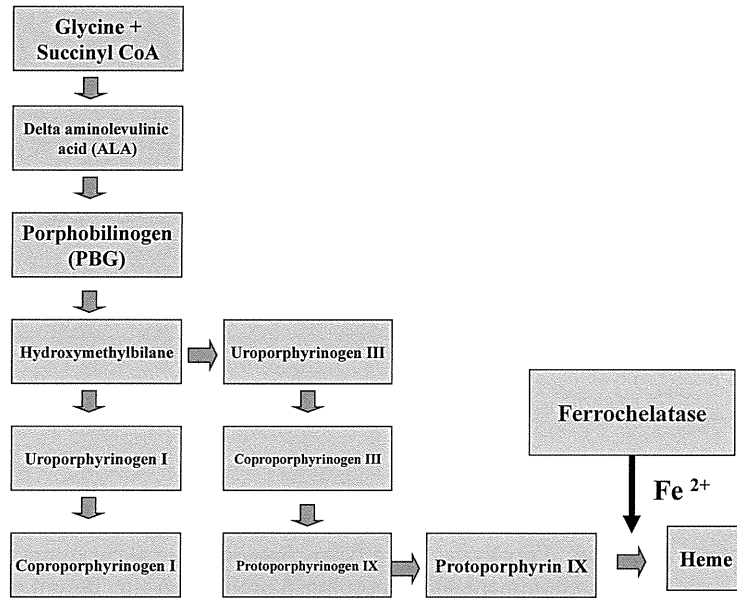 Glycine +
Succinyl CoA
Delta aminolevulinic
acid (ALA)
Porphobilinogen
(PBG)
Hydroxymethylbilane
Uroporphyrinogen III
Uroporphyrinogen I
Coproporphyrinogen III
Coproporphyrinogen I
Protoporphyrinogen IX
Protoporphyrin IX
Ferrochelatase
Fe 2+
Heme